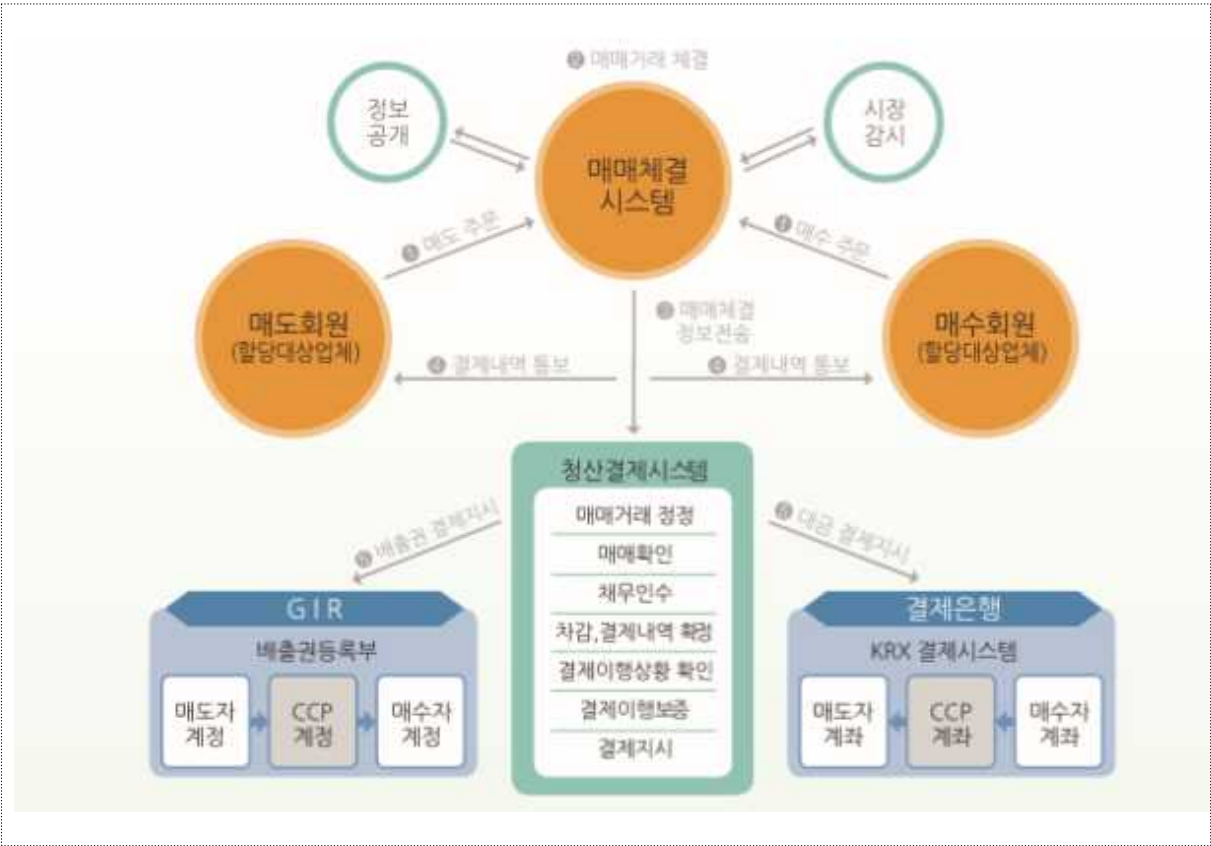 ❷ 매매거래 체결
정보
공개
시장
감시
매매체결
시스템
❶ 매도 주문
❶ 매수 주문
매도회원
(할당대상업체)
매수회원
(할당대상업체)
❸ 매매체결
정보전송
❹ 결제내역 통보
❹ 결제내역 통보
청산결제시스템
매매거래 정정
매매확인
채무인수
차감,결제내역 확정
결제이행상황 확인
결제이행보증
결제지시
배출권 결제지시
대금 결제지시
GIR
배출권등록부
매도자
계정
CCP
계정
매수자
계정
결제은행
KRX 결제시스템
매도자
계좌
CCP
계좌
매수자
계좌